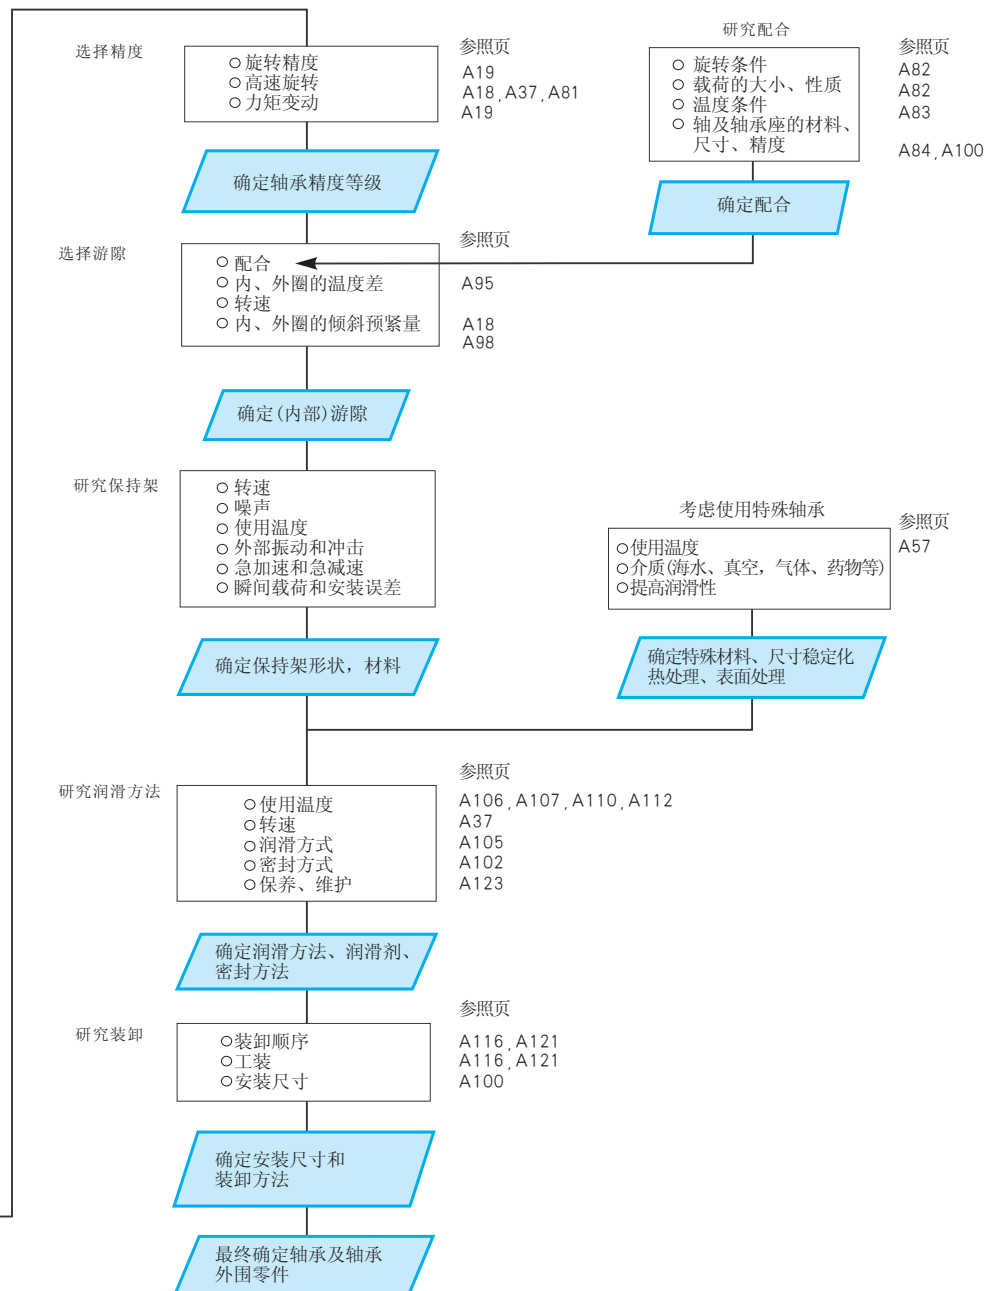 选择精度
参照页
○旋转精度
A19
○高速旋转
A18,A37,A81
○力矩变动
A19
确定轴承精度等级
研究配合
参照页
○ 旋转条件
A82
○ 载荷的大小、性质
A82
○ 温度条件
A83
○ 轴及轴承座的材料、
尺寸、精度
A84,A100
确定配合
选择游隙
参照页
○配合
○内、外圈的温度差
A95
○转速
○内、外圈的倾斜预紧量
A18
A98
确定(内部)游隙
研究保持架
○转速
○噪声
○使用温度
○外部振动和冲击
○急加速和急减速
○瞬间载荷和安装误差
确定保持架形状，材料
考虑使用特殊轴承
参照页
○使用温度
A57
○介质(海水、真空，气体、药物等)
○提高润滑性
确定特殊材料、尺寸稳定化
热处理、表面处理
研究润滑方法
参照页
○使用温度
A106,A107,A110,A112
○转速
A37
○润滑方式
A105
○密封方式
A102
○保养、维护
A123
确定润滑方法、润滑剂、
密封方法
研究装卸
参照页
○装卸顺序
A116,A121
○工装
A116,A121
○安装尺寸
A100
确定安装尺寸和
装卸方法
最终确定轴承及轴承
外围零件